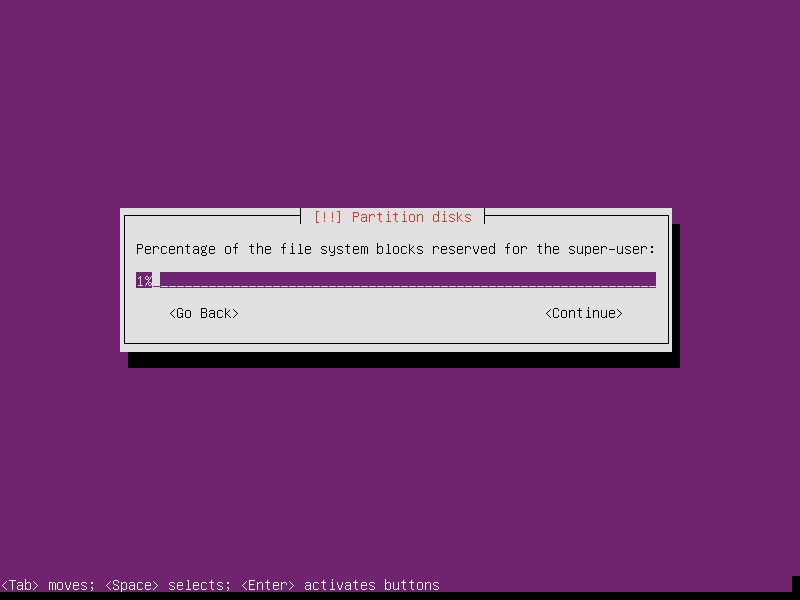 [!!] Partition disks
Percentage of the file system blocks reserved for the super-user:
1%
<Go Back> <Continue>
<Tab> moves; <Space> selects; <Enter> activates buttons